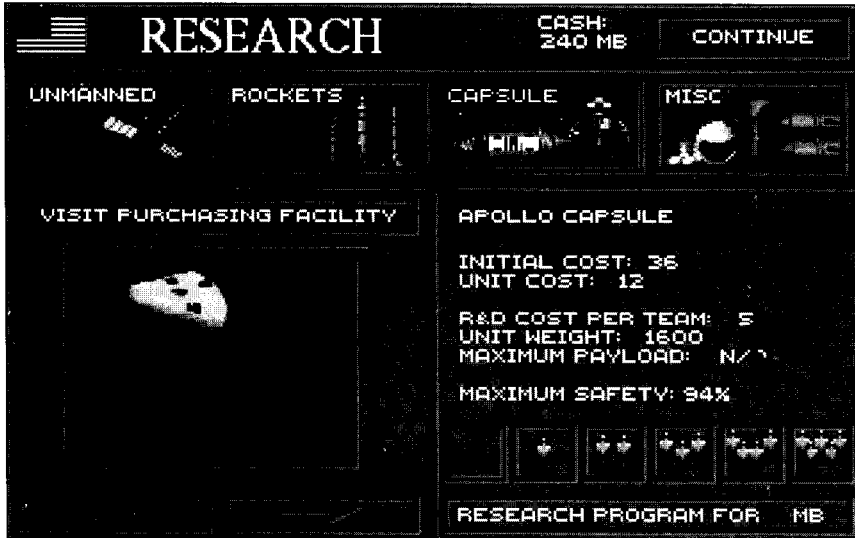 RESEARCH
CASH:
240 MB
CONTINUE
UNMANNED
ROCKETS
CAPSULE
MISC
VISIT PURCHASING FACILITY
APOLLO CAPSULE
INITIAL COST: 36
UNIT COST: 12
R&D COST PER TEAM: 5
UNIT WEIGHT: 1600
MAXIMUM PAYLOAD:
MAXIMUM SAFETY: 94%
RESEARCH PROGRAM FOR MB